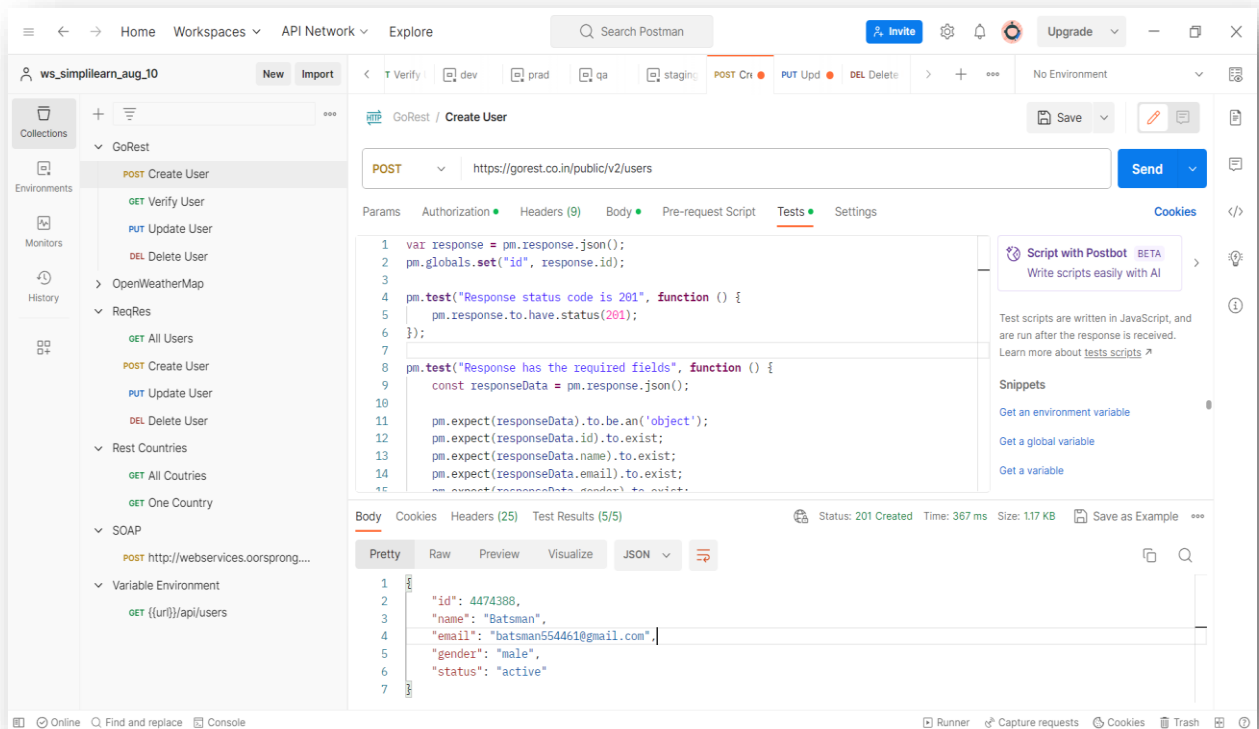 Home Workspaces API Network Explore Search Postman Invite Upgrade
ws_simplilearn_aug_10 New Import
T Verify dev prad qa staging POST Cre PUT Upd DEL Delete No Environment
Collections
Environments
Monitors
History
GoRest
POST Create User
GET Verify User
PUT Update User
DEL Delete User
OpenWeatherMap
ReqRes
GET All Users
POST Create User
PUT Update User
DEL Delete User
Rest Countries
GET All Coutries
GET One Country
SOAP
POST http://webservices.oorsprong....
Variable Environment
GET {{url}}/api/users
HTTP GoRest / Create User Save
POST https://gorest.co.in/public/v2/users Send
Params Authorization Headers (9) Body Pre-request Script Tests Settings Cookies
1 var response = pm.response.json();
2 pm.globals.set("id", response.id);
3
4 pm.test("Response status code is 201", function () {
5 pm.response.to.have.status(201);
6 });
7
8 pm.test("Response has the required fields", function () {
9 const responseData = pm.response.json();
10
11 pm.expect(responseData).to.be.an('object');
12 pm.expect(responseData.id).to.exist;
13 pm.expect(responseData.name).to.exist;
14 pm.expect(responseData.email).to.exist;
15 pm.expect(responseData.gender).to.exist;
Script with Postbot BETA
Write scripts easily with AI
Test scripts are written in JavaScript, and
are run after the response is received.
Learn more about tests scripts
Snippets
Get an environment variable
Get a global variable
Get a variable
Body Cookies Headers (25) Test Results (5/5) Status: 201 Created Time: 367 ms Size: 1.17 KB Save as Example
Pretty Raw Preview Visualize JSON
1 {
2 "id": 4474388,
3 "name": "Batsman",
4 "email": "batsman554461@gmail.com",
5 "gender": "male",
6 "status": "active"
7 }
Online Find and replace Console Runner Capture requests Cookies Trash